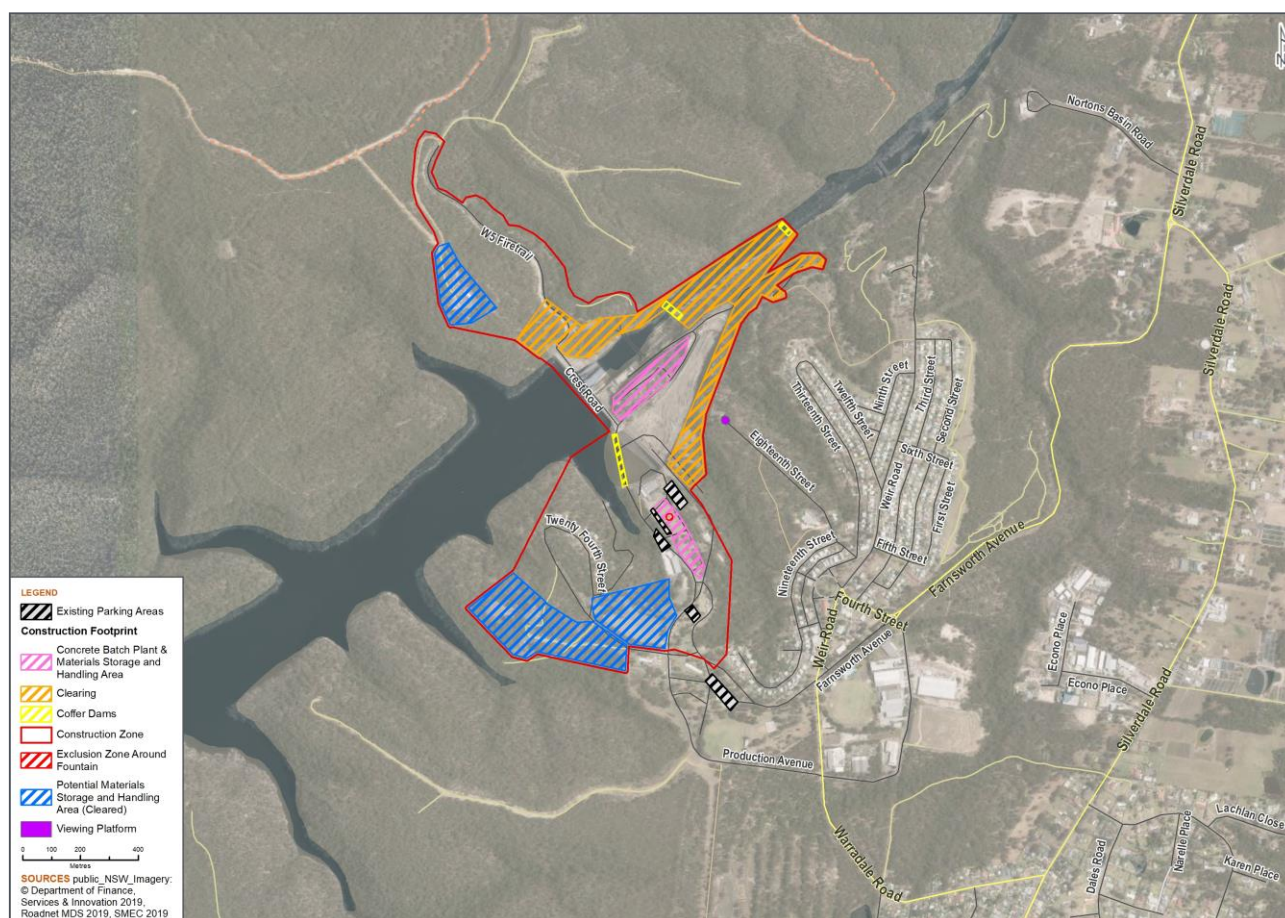 Nortons Basin Road
Silverdale Road
W5 Firetrail
Silverdale Road
Crest Road
Ninth Street
Third Street
Second Street
Twelfth Street
Thirteenth Street
Eighteenth Street
Sixth Street
Weir Road
First Street
Twenty Fourth Street
Nineteenth Street
Fifth Street
Farnsworth Avenue
Fourth Street
Weir Road
Farnsworth Avenue
Econo Place
Econo Place
Silverdale Road
Production Avenue
Warradale Road
Dales Road
Narelle Place
Lachlan Close
Karen Place
LEGEND
Existing Parking Areas
Construction Footprint
Concrete Batch Plant &
Materials Storage and
Handling Area
Clearing
Coffer Dams
Construction Zone
Exclusion Zone Around
Fountain
Potential Materials
Storage and Handling
Area (Cleared)
Viewing Platform
0 200 400
Metres
SOURCES public_NSW_Imagery:
© Department of Finance,
Services & Innovation 2019,
Roadnet MDS 2019, SMEC 2019